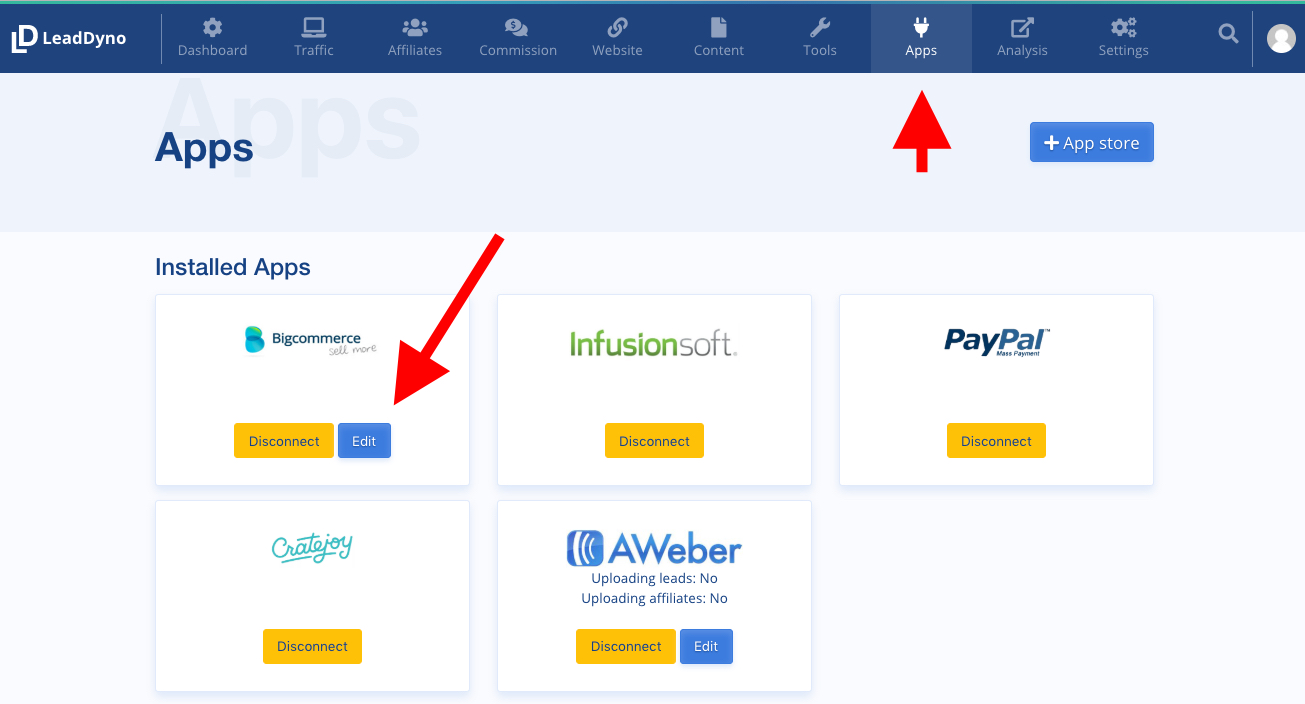 LeadDyno
Dashboard
Traffic
Affiliates
$
Commission
Website
Content
Tools
Apps
Analysis
Settings
Apps
Apps
App store
Installed Apps
Bigcommerce
sell more
Disconnect
Edit
Infusionsoft.
Disconnect
PayPal™
Mass Payment
Disconnect
Cratejoy
Disconnect
AWeber
Uploading leads: No
Uploading affiliates: No
Disconnect
Edit